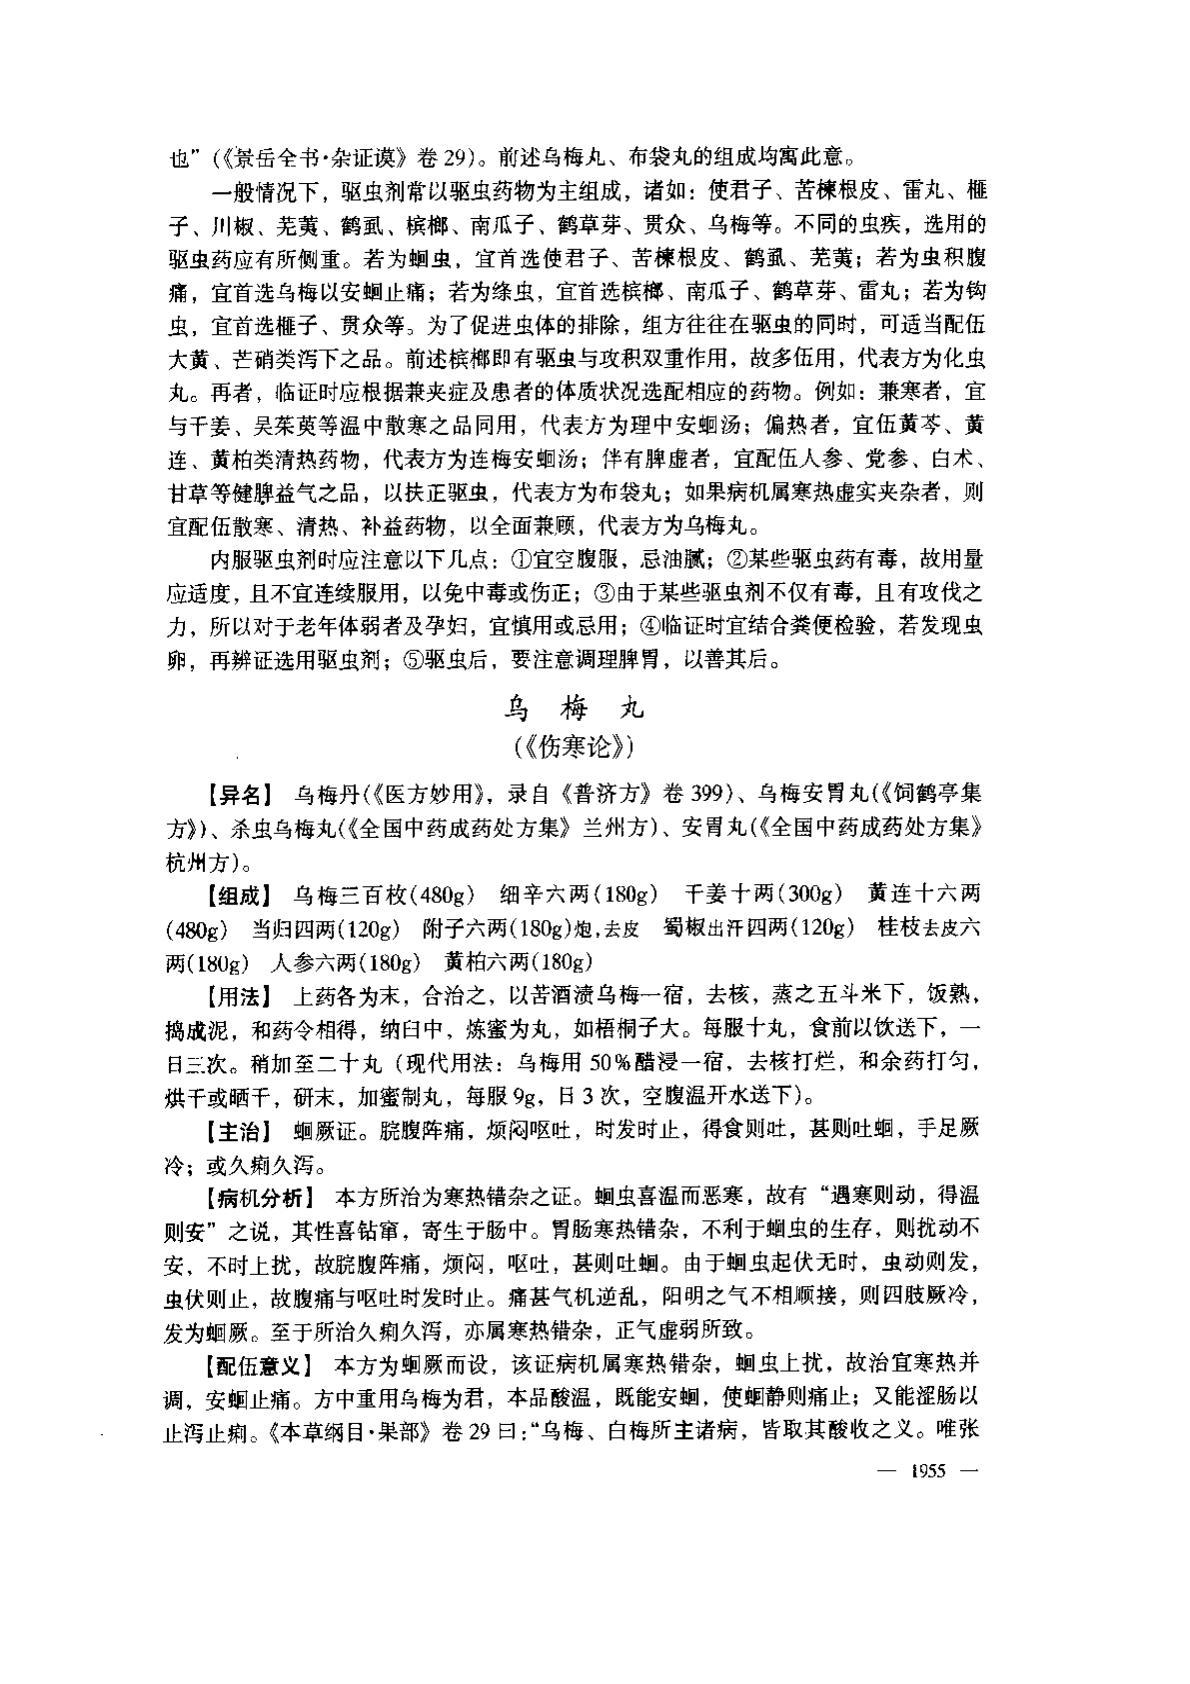 也”(《景岳全书·杂证谟》卷 29)。前述乌梅丸、布袋丸的组成均寓此意。
一般情况下，驱虫剂常以驱虫药物为主组成，诸如：使君子、苦楝根皮、雷丸、榧
子、川椒、芜荑、鹤虱、槟榔、南瓜子、鹤草芽、贯众、乌梅等。不同的虫疾，选用的
驱虫药应有所侧重。若为蛔虫，宜首选使君子、苦楝根皮、鹤虱、芜荑；若为虫积腹
痛，宜首选乌梅以安蛔止痛；若为绦虫，宜首选槟榔、南瓜子、鹤草芽、雷丸；若为钩
虫，宜首选榧子、贯众等。为了促进虫体的排除，组方往往在驱虫的同时，可适当配伍
大黄、芒硝类泻下之品。前述槟榔即有驱虫与攻积双重作用，故多伍用，代表方为化虫
丸。再者，临证时应根据兼夹症及患者的体质状况选配相应的药物。例如：兼寒者，宜
与干姜、吴茱萸等温中散寒之品同用，代表方为理中安蛔汤；偏热者，宜伍黄芩、黄
连、黄柏类清热药物，代表方为连梅安蛔汤；伴有脾虚者，宜配伍人参、党参、白术、
甘草等健脾益气之品，以扶正驱虫，代表方为布袋丸；如果病机属寒热虚实夹杂者，则
宜配伍散寒、清热、补益药物，以全面兼顾，代表方为乌梅丸。
内服驱虫剂时应注意以下几点：①宜空腹服，忌油腻；②某些驱虫药有毒，故用量
应适度，且不宜连续服用，以免中毒或伤正；③由于某些驱虫剂不仅有毒，且有攻伐之
力，所以对于老年体弱者及孕妇，宜慎用或忌用；④临证时宜结合粪便检验，若发现虫
卵，再辨证选用驱虫剂；⑤驱虫后，要注意调理脾胃，以善其后。
乌 梅 丸
(《伤寒论》)
【异名】 乌梅丹(《医方妙用》，录自《普济方》卷 399)、乌梅安胃丸(《饲鹤亭集
方》)、杀虫乌梅丸(《全国中药成药处方集》兰州方)、安胃丸(《全国中药成药处方集》
杭州方)。
【组成】 乌梅三百枚(480g) 细辛六两(180g) 干姜十两(300g) 黄连十六两
(480g) 当归四两(120g) 附子六两(180g)炮,去皮 蜀椒出汗四两(120g) 桂枝去皮六
两(180g) 人参六两(180g) 黄柏六两(180g)
【用法】 上药各为末，合治之，以苦酒渍乌梅一宿，去核，蒸之五斗米下，饭熟，
捣成泥，和药令相得，纳臼中，炼蜜为丸，如梧桐子大。每服十丸，食前以饮送下，一
日三次。稍加至二十丸（现代用法：乌梅用 50%醋浸一宿，去核打烂，和余药打匀，
烘干或晒干，研末，加蜜制丸，每服 9g，日 3 次，空腹温开水送下）。
【主治】 蛔厥证。脘腹阵痛，烦闷呕吐，时发时止，得食则吐，甚则吐蛔，手足厥
冷；或久痢久泻。
【病机分析】 本方所治为寒热错杂之证。蛔虫喜温而恶寒，故有“遇寒则动，得温
则安”之说，其性喜钻窜，寄生于肠中。胃肠寒热错杂，不利于蛔虫的生存，则扰动不
安，不时上扰，故脘腹阵痛，烦闷，呕吐，甚则吐蛔。由于蛔虫起伏无时，虫动则发，
虫伏则止，故腹痛与呕吐时发时止。痛甚气机逆乱，阴阳之气不相顺接，则四肢厥冷，
发为蛔厥。至于所治久痢久泻，亦属寒热错杂，正气虚弱所致。
【配伍意义】 本方为蛔厥而设，该证病机属寒热错杂，蛔虫上扰，故治宜寒热并
调，安蛔止痛。方中重用乌梅为君，本品酸温，既能安蛔，使蛔静则痛止；又能涩肠以
止泻止痢。《本草纲目·果部》卷 29 曰：“乌梅、白梅所主诸病，皆取其酸收之义。唯张
— 1955 —